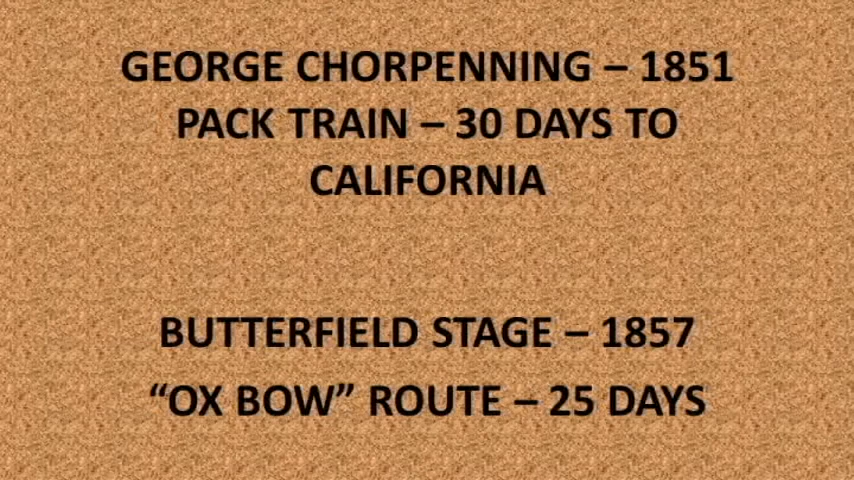 GEORGE CHORPENNING – 1851
PACK TRAIN – 30 DAYS TO
CALIFORNIA
BUTTERFIELD STAGE – 1857
“OX BOW” ROUTE – 25 DAYS